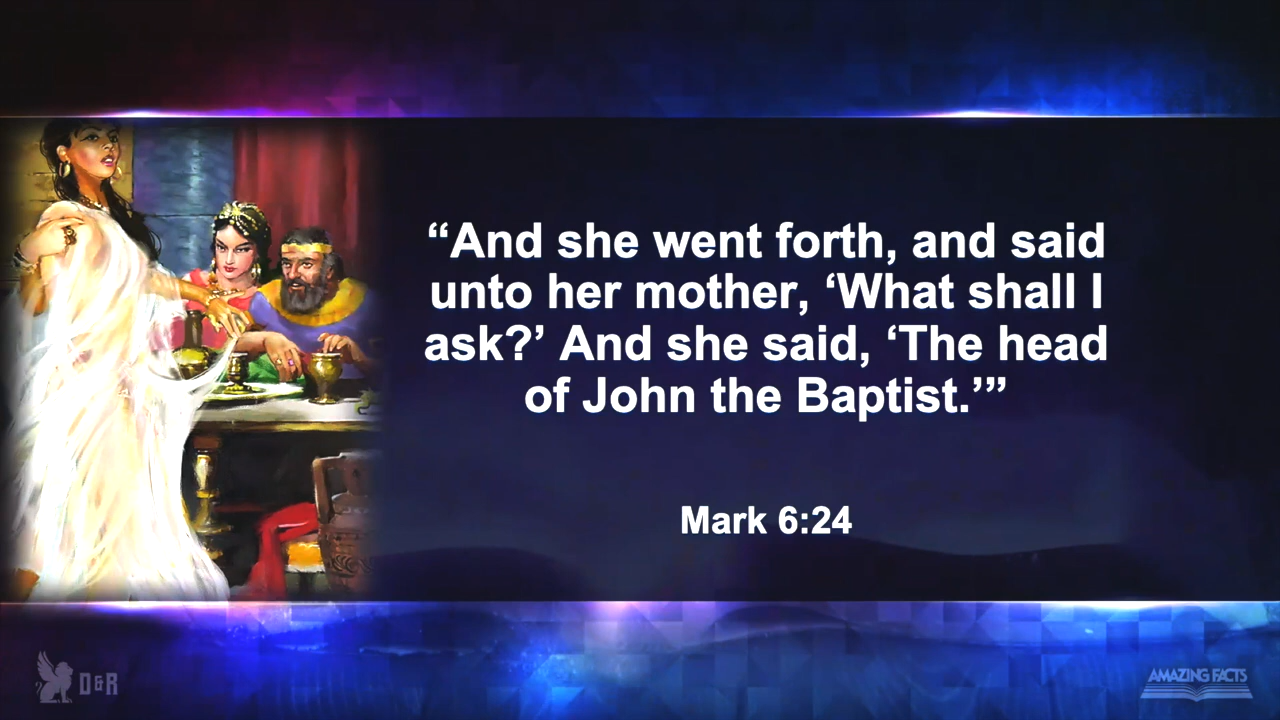 “And she went forth, and said
unto her mother, ‘What shall I
ask?’ And she said, ‘The head
of John the Baptist.’”
Mark 6:24
D&R
AMAZING FACTS